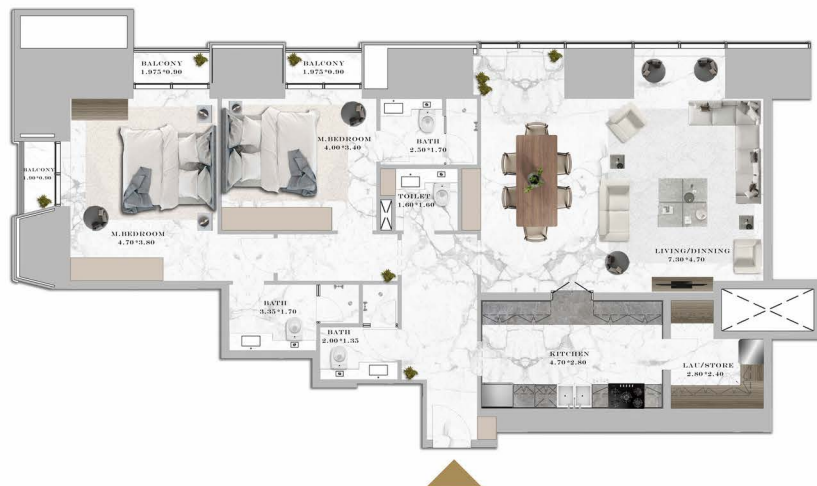 BALCONY
1.975*0.90
BALCONY
1.975*0.90
M.BEDROOM
4.00*3.40
BATH
2.50*1.70
BALCONY
1.90*0.90
TOILET
1.60*1.60
M.BEDROOM
4.70*3.80
LIVING/DINNING
7.30*4.70
BATH
3.35*1.70
BATH
2.00*1.35
KITCHEN
4.70*2.80
LAU/STORE
2.80*2.40